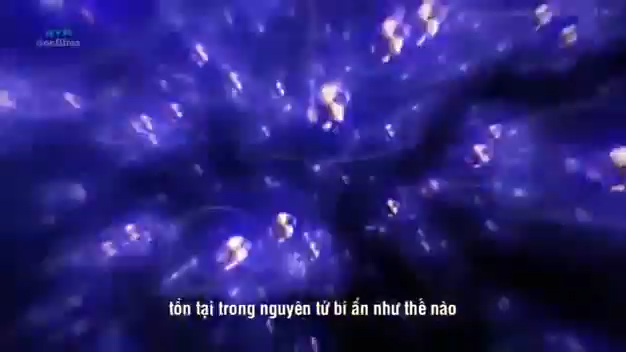 tồn tại trong nguyên tử bí ẩn như thế nào